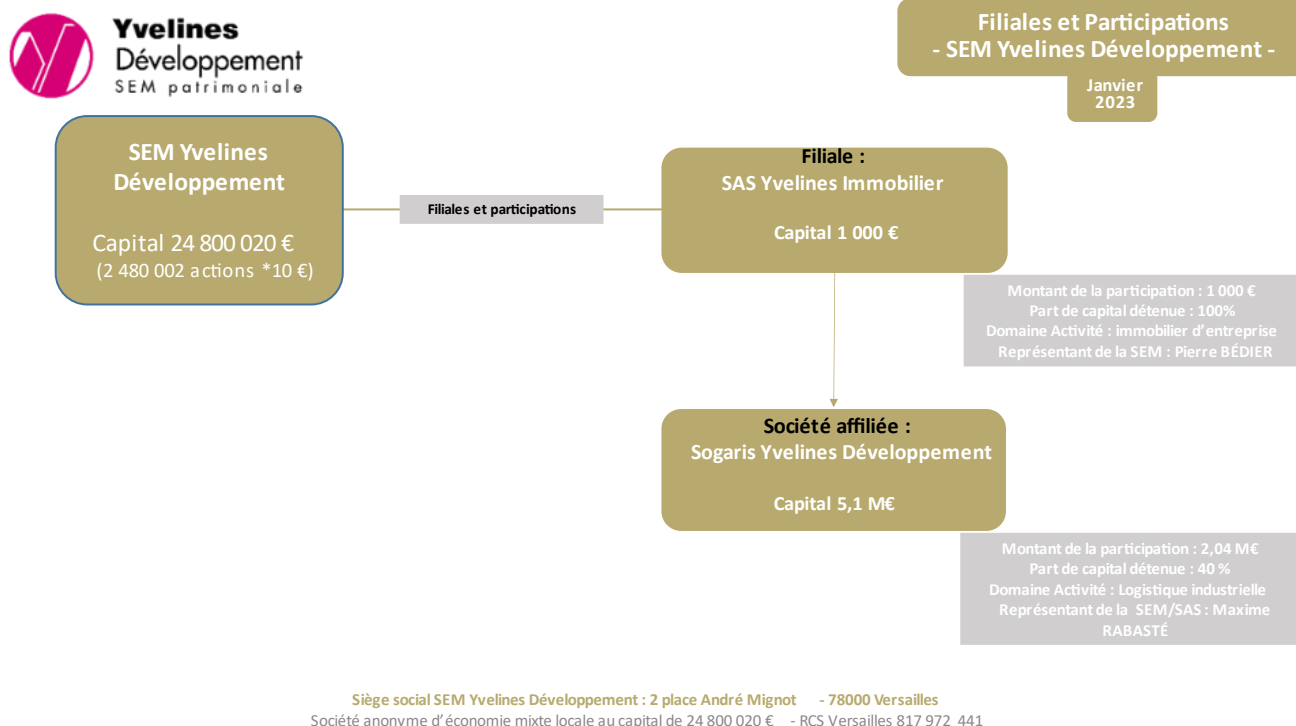 Yvelines
Développement
SEM patrimoniale
Filiales et Participations
- SEM Yvelines Développement -
Janvier
2023
SEM Yvelines
Développement
Capital 24 800 020 €
(2 480 002 actions *10 €)
Filiales et participations
Filiale :
SAS Yvelines Immobilier
Capital 1 000 €
Montant de la participation : 1 000 €
Part de capital détenue : 100%
Domaine Activité : immobilier d'entreprise
Représentant de la SEM : Pierre BÉDIER
Société affiliée :
Sogaris Yvelines Développement
Capital 5,1 M€
Montant de la participation : 2,04 M€
Part de capital détenue : 40 %
Domaine Activité : Logistique industrielle
Représentant de la SEM/SAS : Maxime
RABASTÉ
Siège social SEM Yvelines Développement : 2 place André Mignot - 78000 Versailles
Société anonyme d'économie mixte locale au capital de 24 800 020 € - RCS Versailles 817 972 441